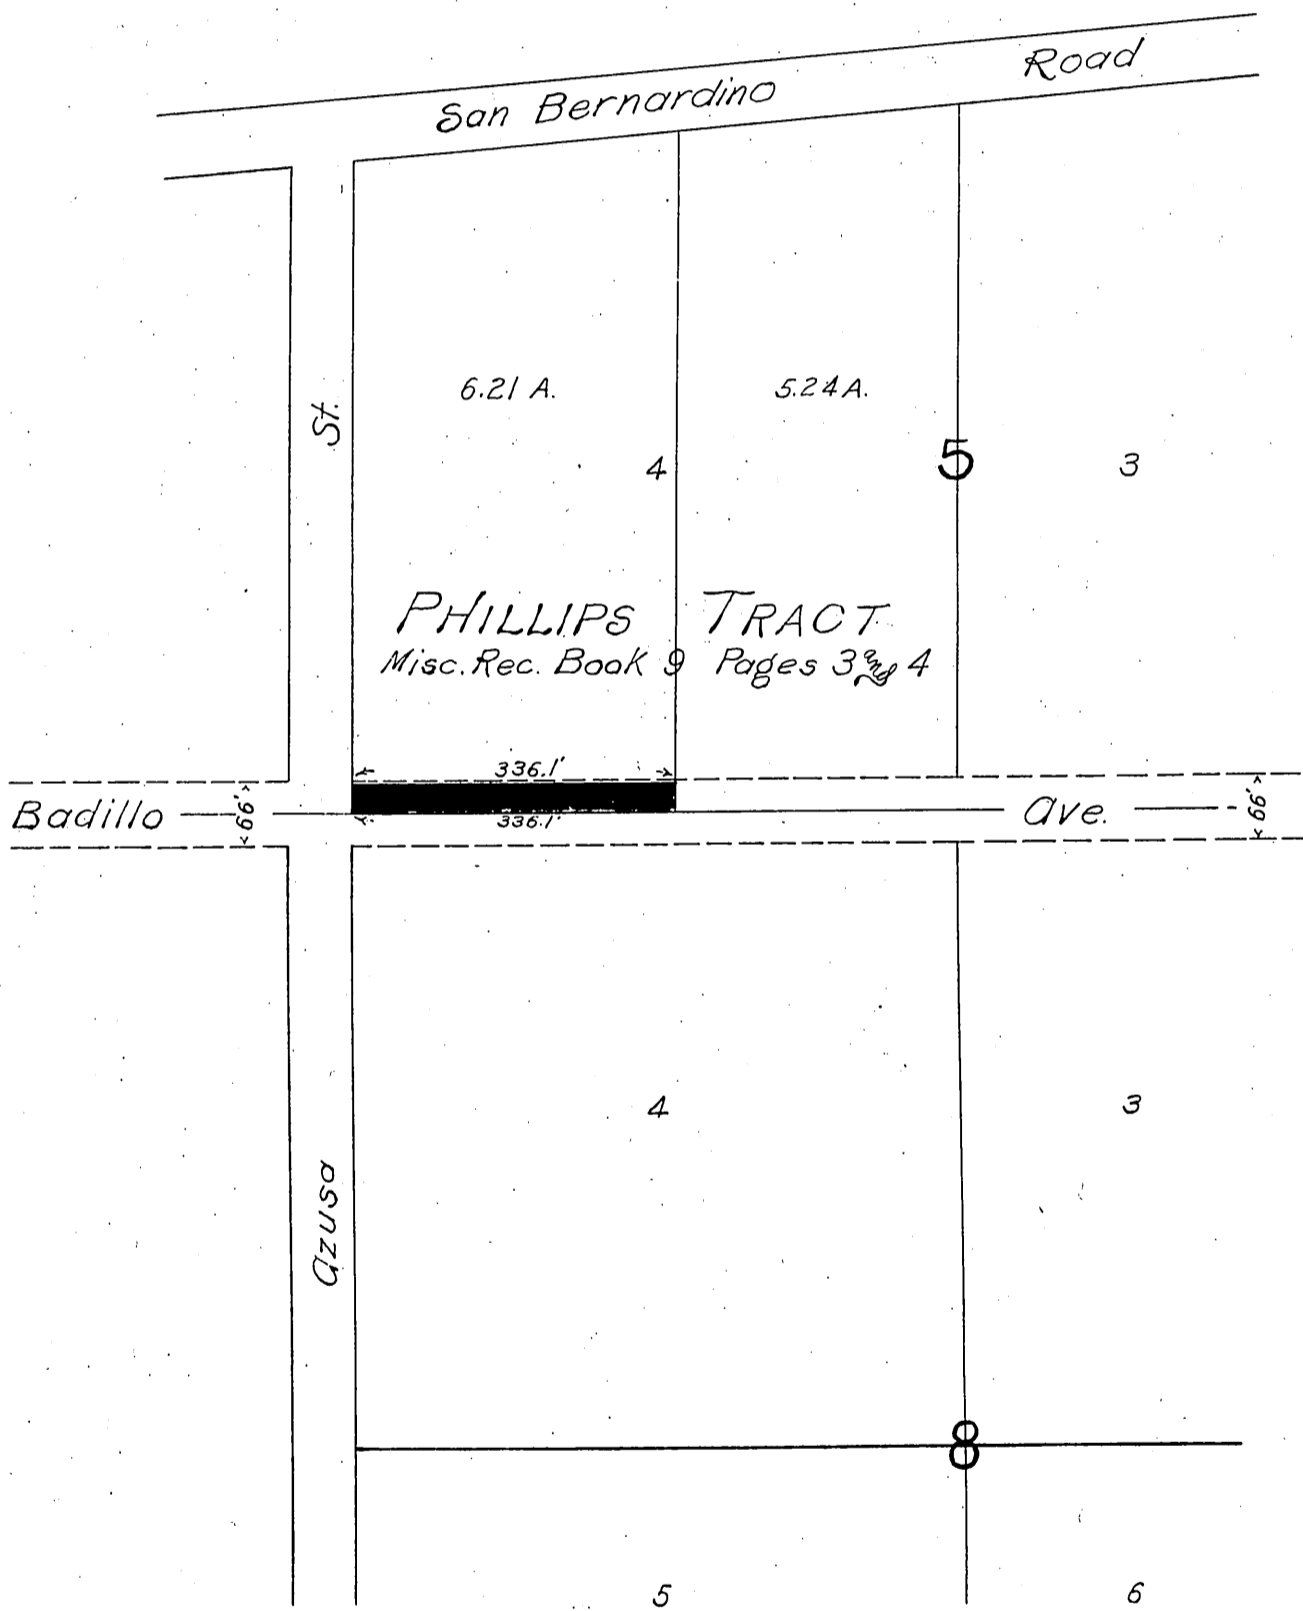 San Bernardino Road
St.
6.21 A.
5.24 A.
4
5
3
PHILLIPS TRACT
Misc. Rec. Book 9 Pages 3 and 4
336.1'
Badillo
66'
336.1'
Ave.
66'
4
3
Azusa
8
5
6